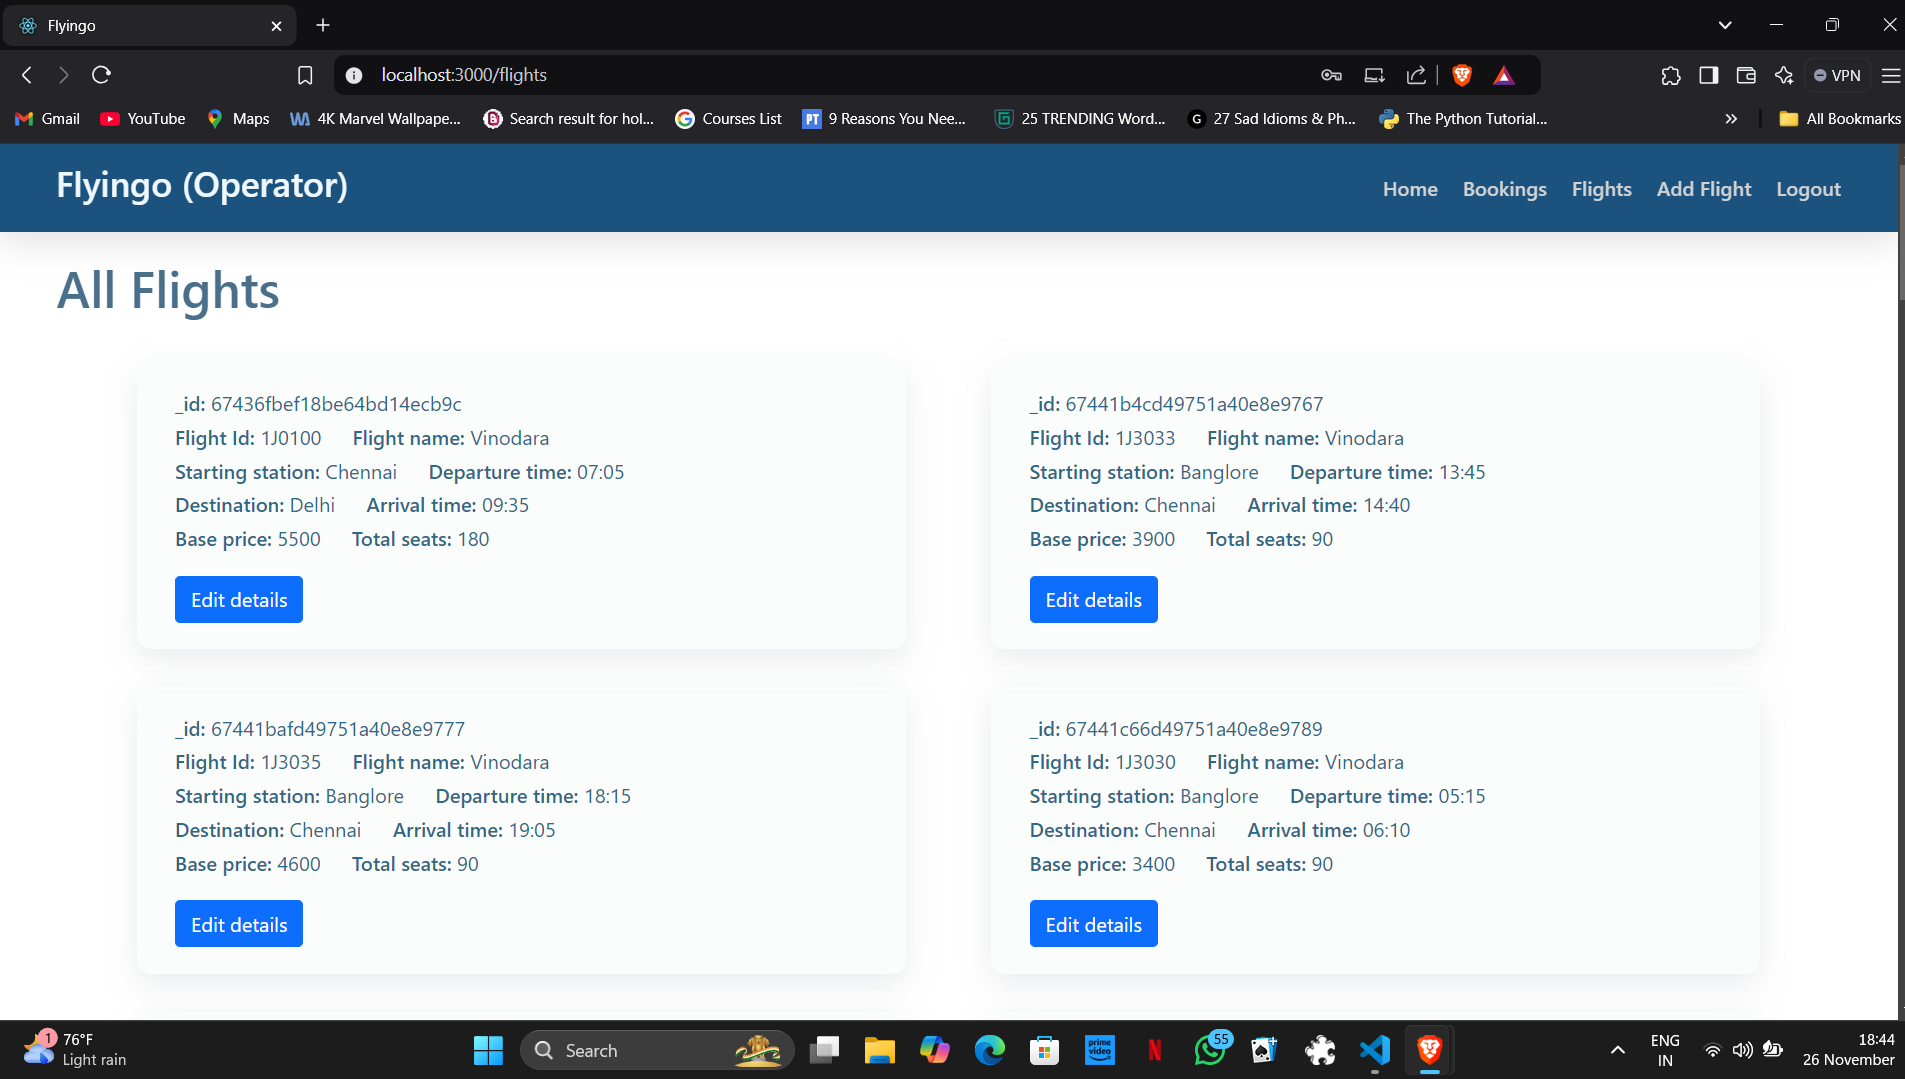 Flyingo
localhost:3000/flights
VPN
Gmail
YouTube
Maps
4K Marvel Wallpape...
Search result for hol...
Courses List
PT 9 Reasons You Nee...
25 TRENDING Word...
G 27 Sad Idioms & Ph...
The Python Tutorial...
All Bookmarks
Flyingo (Operator)
Home Bookings Flights Add Flight Logout
All Flights
_id: 67436fbef18be64bd14ecb9c
Flight Id: 1J0100 Flight name: Vinodara
Starting station: Chennai Departure time: 07:05
Destination: Delhi Arrival time: 09:35
Base price: 5500 Total seats: 180
Edit details
_id: 67441b4cd49751a40e8e9767
Flight Id: 1J3033 Flight name: Vinodara
Starting station: Banglore Departure time: 13:45
Destination: Chennai Arrival time: 14:40
Base price: 3900 Total seats: 90
Edit details
_id: 67441bafd49751a40e8e9777
Flight Id: 1J3035 Flight name: Vinodara
Starting station: Banglore Departure time: 18:15
Destination: Chennai Arrival time: 19:05
Base price: 4600 Total seats: 90
Edit details
_id: 67441c66d49751a40e8e9789
Flight Id: 1J3030 Flight name: Vinodara
Starting station: Banglore Departure time: 05:15
Destination: Chennai Arrival time: 06:10
Base price: 3400 Total seats: 90
Edit details
1
76°F
Light rain
Search
prime video
55
ENG
IN
18:44
26 November